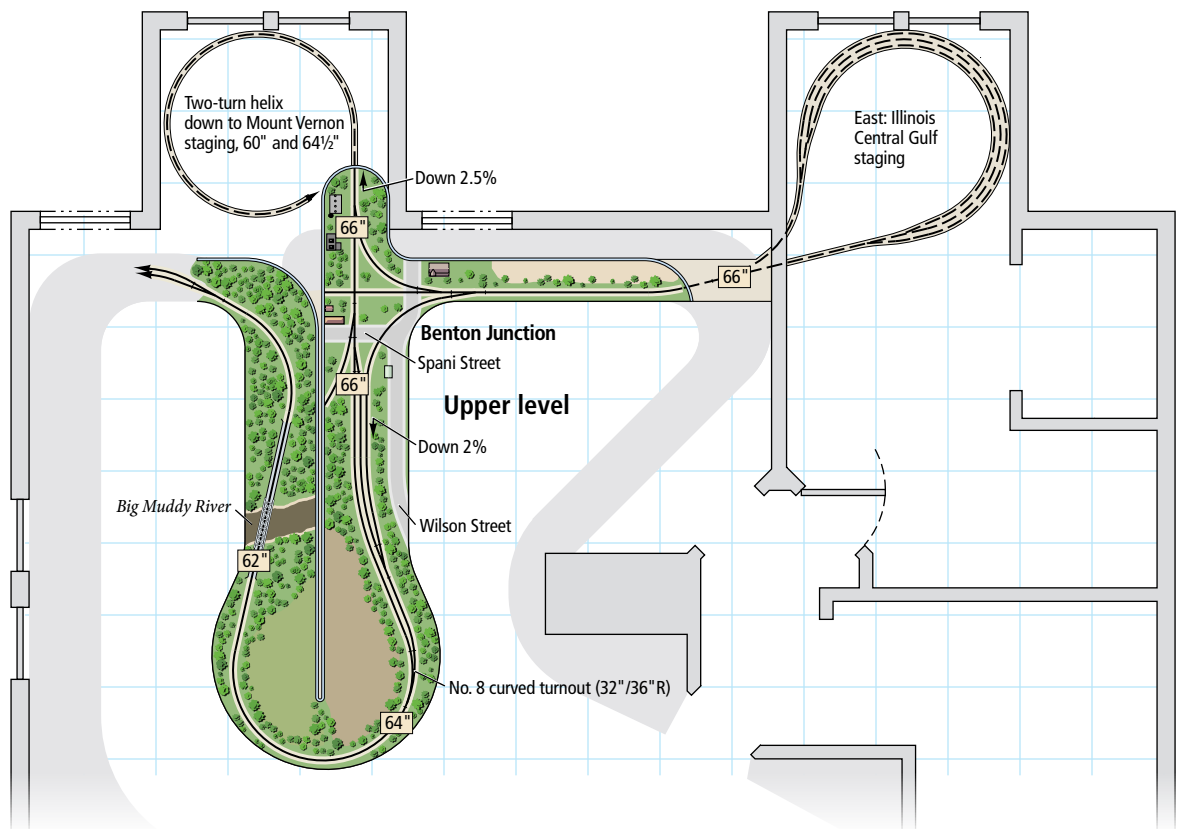 Two-turn helix
down to Mount Vernon
staging, 60" and 64½"
East: Illinois
Central Gulf
staging
Down 2.5%
66"
66"
Benton Junction
Spani Street
66"
Upper level
Down 2%
Big Muddy River
Wilson Street
62"
No. 8 curved turnout (32"/36"R)
64"